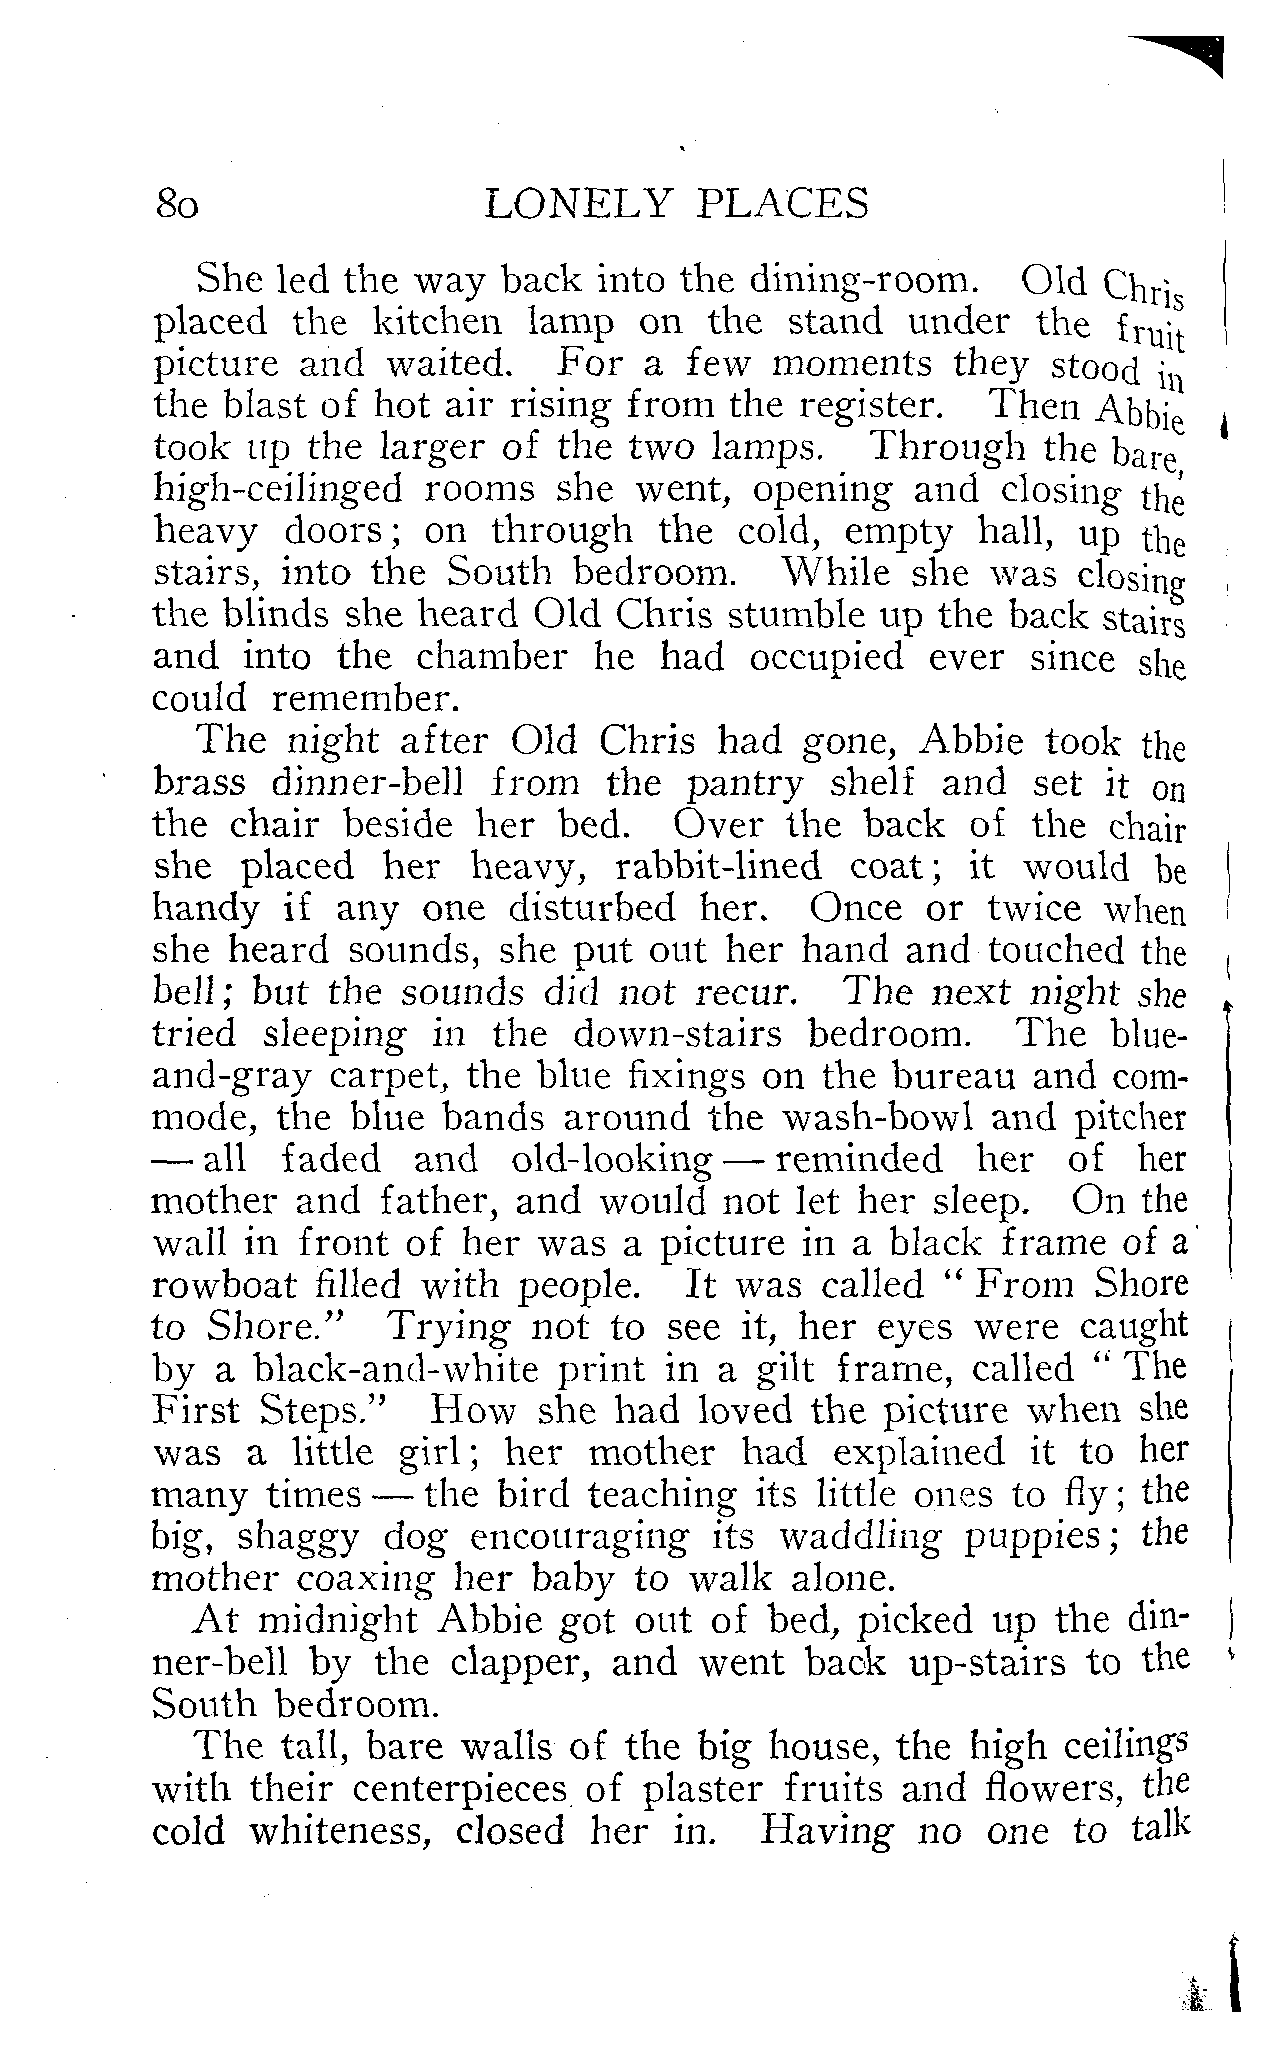 80 LONELY PLACES
She led the way back into the dining-room. Old Chris
placed the kitchen lamp on the stand under the fruit
picture and waited. For a few moments they stood in
the blast of hot air rising from the register. Then Abbie
took up the larger of the two lamps. Through the bare,
high-ceilinged rooms she went, opening and closing the
heavy doors; on through the cold, empty hall, up the
stairs, into the South bedroom. While she was closing
the blinds she heard Old Chris stumble up the back stairs
and into the chamber he had occupied ever since she
could remember.
The night after Old Chris had gone, Abbie took the
brass dinner-bell from the pantry shelf and set it on
the chair beside her bed. Over the back of the chair
she placed her heavy, rabbit-lined coat; it would be
handy if any one disturbed her. Once or twice when
she heard sounds, she put out her hand and touched the
bell; but the sounds did not recur. The next night she
tried sleeping in the down-stairs bedroom. The blue-
and-gray carpet, the blue fixings on the bureau and com-
mode, the blue bands around the wash-bowl and pitcher
— all faded and old-looking — reminded her of her
mother and father, and would not let her sleep. On the
wall in front of her was a picture in a black frame of a
rowboat filled with people. It was called " From Shore
to Shore." Trying not to see it, her eyes were caught
by a black-and-white print in a gilt frame, called " The
First Steps." How she had loved the picture when she
was a little girl; her mother had explained it to her
many times — the bird teaching its little ones to fly; the
big, shaggy dog encouraging its waddling puppies; the
mother coaxing her baby to walk alone.
At midnight Abbie got out of bed, picked up the din-
ner-bell by the clapper, and went back up-stairs to the
South bedroom.
The tall, bare walls of the big house, the high ceilings
with their centerpieces of plaster fruits and flowers, the
cold whiteness, closed her in. Having no one to talk